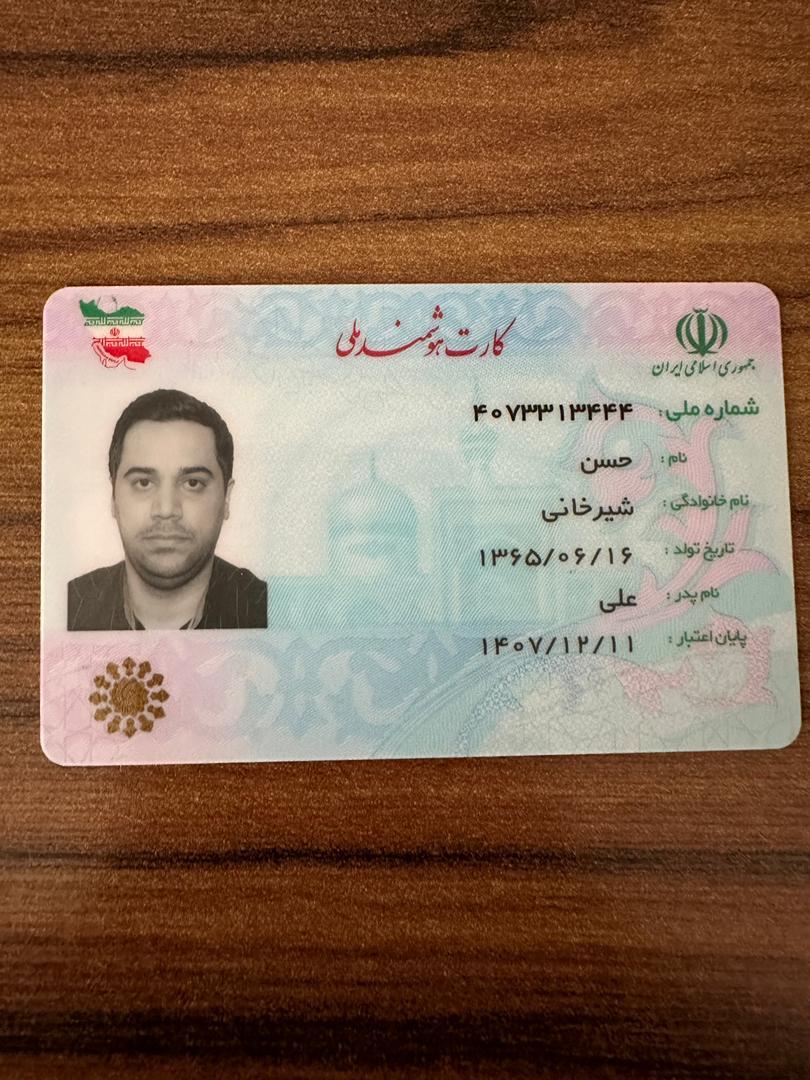 کارت هوشمند ملی
جمهوری اسلامی ایران
شماره ملی: ۴۰۷۳۳۱۳۴۴۴
نام: حسن
نام خانوادگی: شیرخانی
تاریخ تولد: ۱۳۶۵/۰۶/۱۶
نام پدر: علی
پایان اعتبار: ۱۴۰۷/۱۲/۱۱